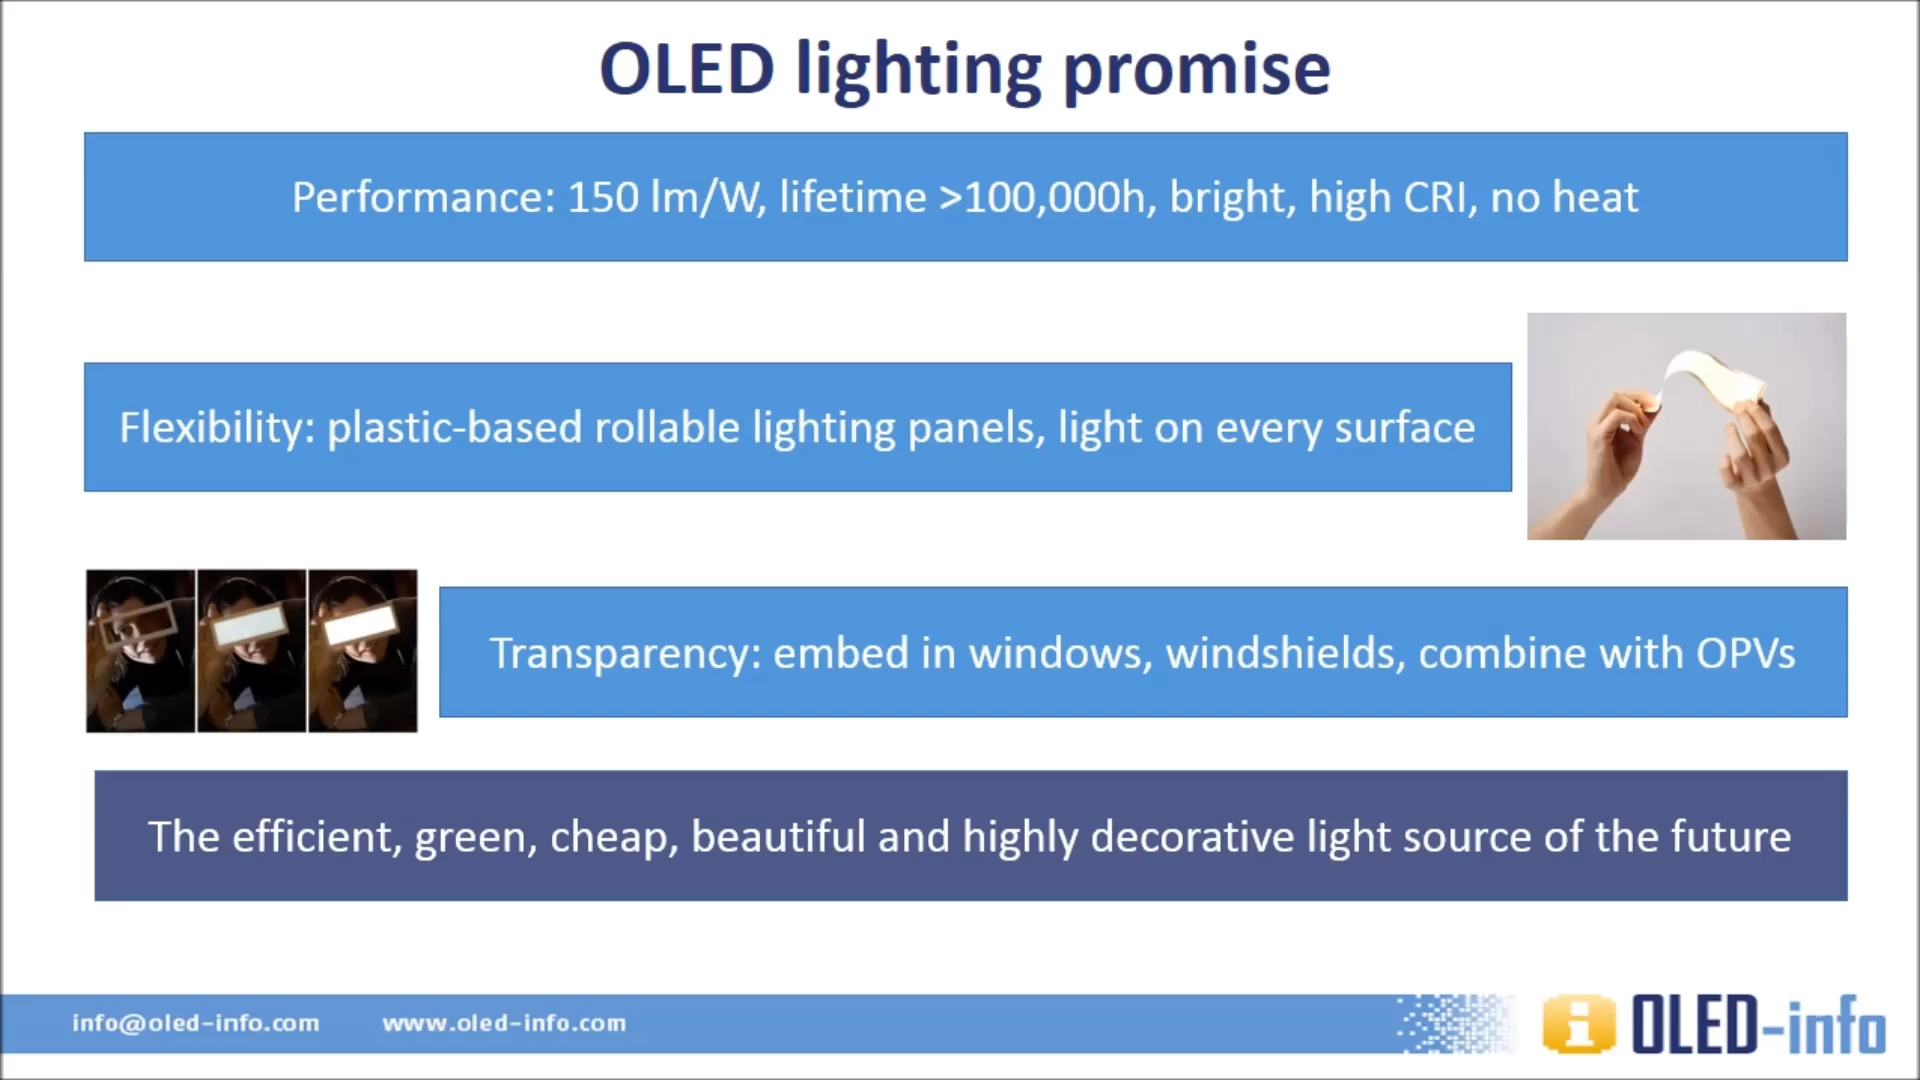 OLED lighting promise
Performance: 150 lm/W, lifetime >100,000h, bright, high CRI, no heat
Flexibility: plastic-based rollable lighting panels, light on every surface
Transparency: embed in windows, windshields, combine with OPVs
The efficient, green, cheap, beautiful and highly decorative light source of the future
info@oled-info.com www.oled-info.com
i OLED-info